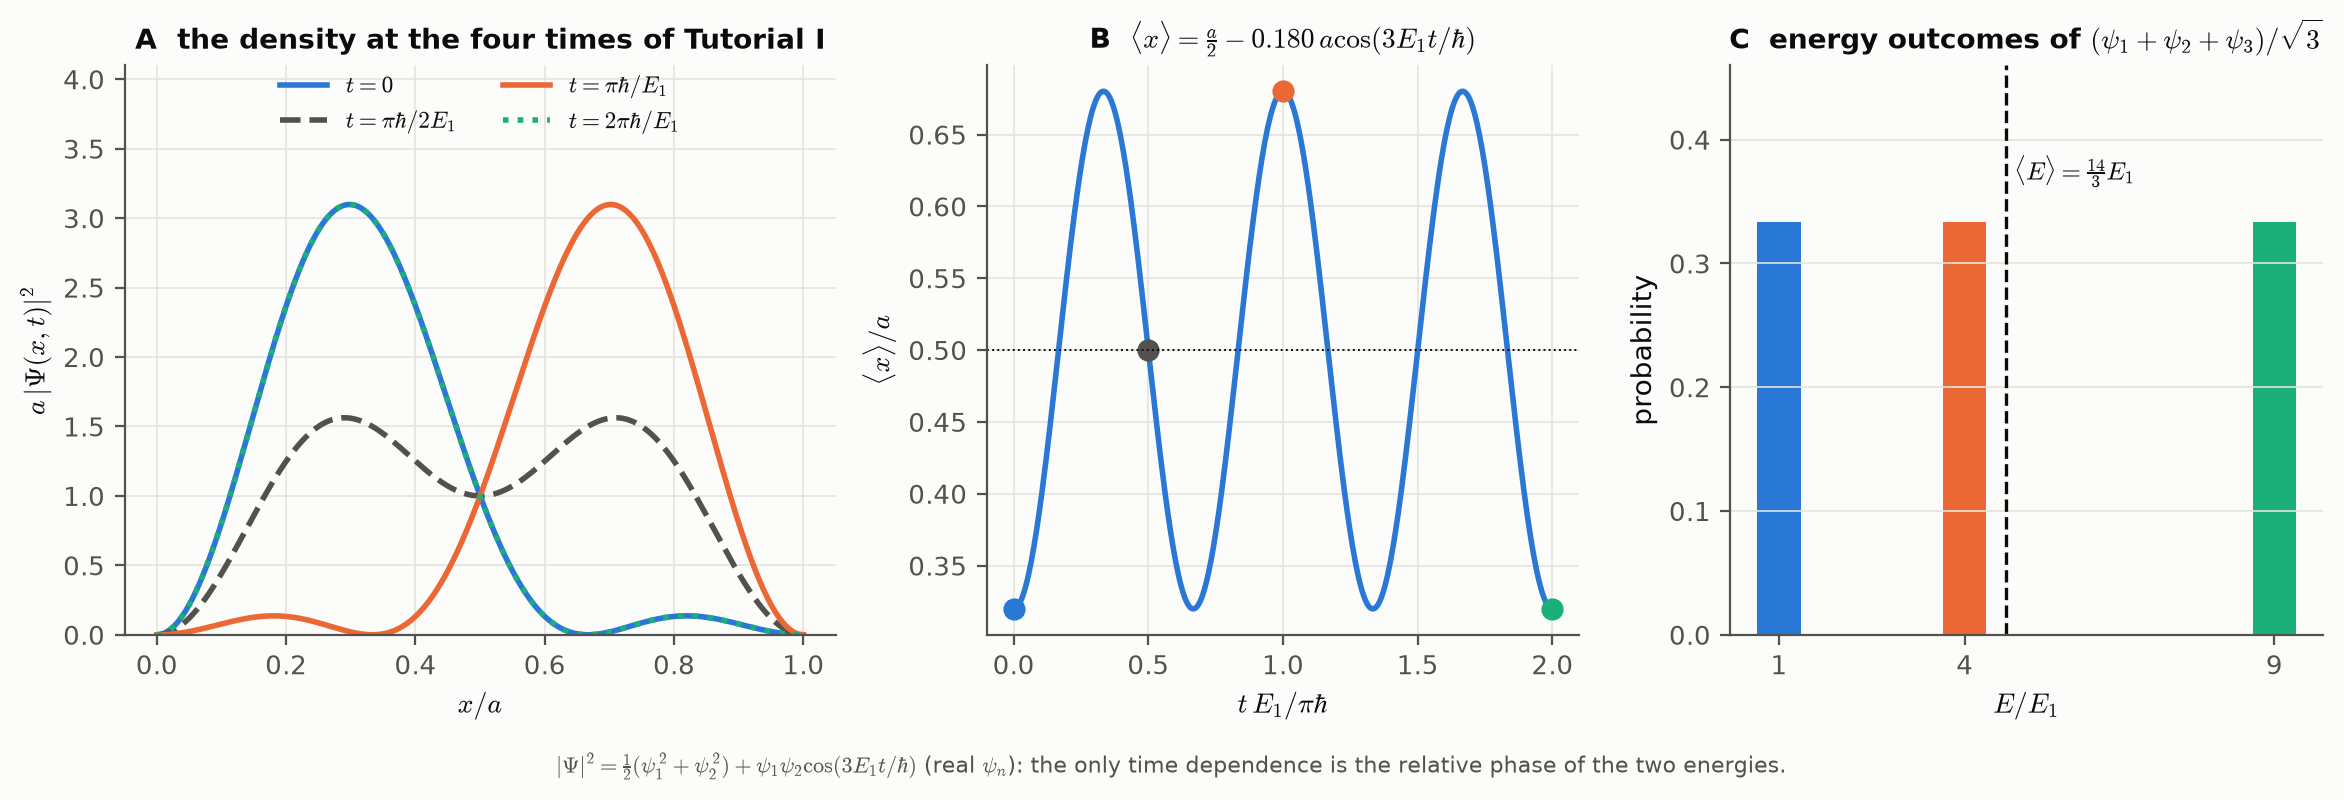 A the density at the four times of Tutorial I
t = 0
t = πħ/2E₁
t = πħ/E₁
t = 2πħ/E₁
4.0
3.5
3.0
2.5
2.0
1.5
1.0
0.5
0.0
a |Ψ(x, t)|²
0.0 0.2 0.4 0.6 0.8 1.0
x/a
B ⟨x⟩ = a/2 − 0.180 a cos(3E₁t/ħ)
0.65
0.60
0.55
0.50
0.45
0.40
0.35
⟨x⟩/a
0.0 0.5 1.0 1.5 2.0
t E₁/πħ
C energy outcomes of (ψ₁ + ψ₂ + ψ₃)/√3
⟨E⟩ = 14/3 E₁
0.4
0.3
0.2
0.1
0.0
probability
1 4 9
E/E₁
|Ψ|² = ½(ψ₁² + ψ₂²) + ψ₁ψ₂cos(3E₁t/ħ) (real ψₙ): the only time dependence is the relative phase of the two energies.